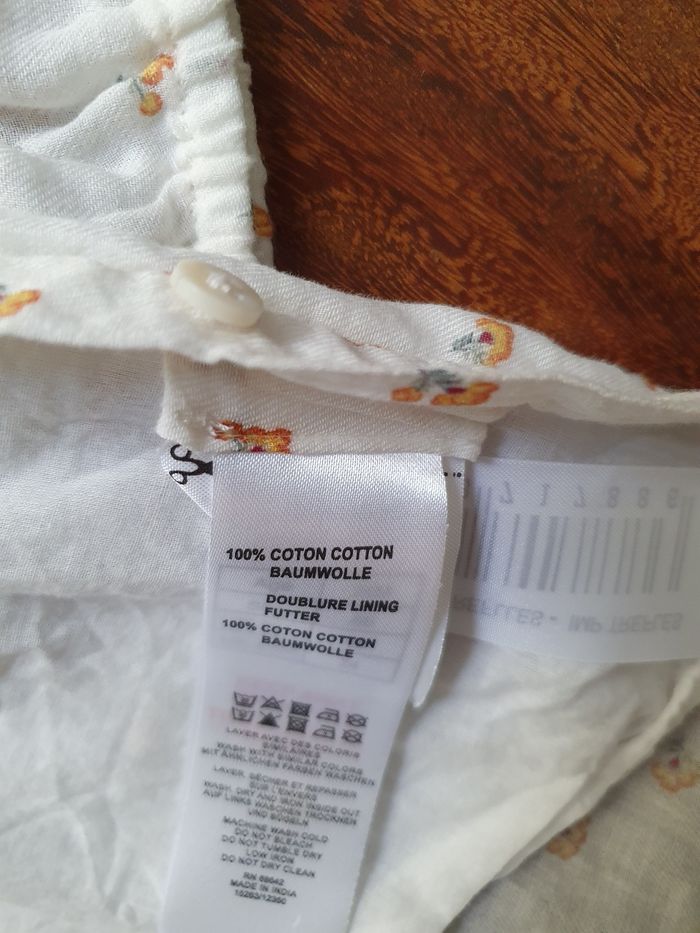 100% COTON COTTON
BAUMWOLLE
DOUBLURE LINING
FUTTER
100% COTON COTTON
BAUMWOLLE
LAVER AVEC DES COLORIS
SIMILAIRES
WASH WITH SIMILAR COLORS
MIT ÄHNLICHEN FARBEN WASCHEN
LAVER, SÉCHER ET REPASSER
SUR L'ENVERS
WASH, DRY AND IRON INSIDE OUT
AUF LINKS WASCHEN TROCKNEN
UND BÜGELN
MACHINE WASH COLD
DO NOT BLEACH
DO NOT TUMBLE DRY
LOW IRON
DO NOT DRY CLEAN
MADE IN INDIA
717886
IMP TREFLES